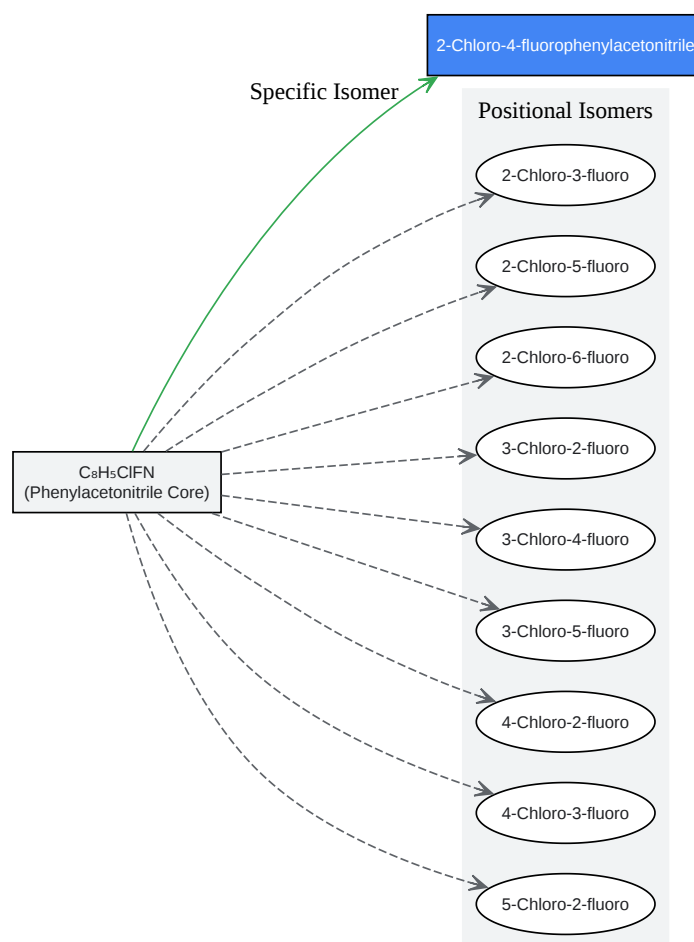 2-Chloro-4-fluorophenylacetonitrile
Specific Isomer
Positional Isomers
2-Chloro-3-fluoro
2-Chloro-5-fluoro
2-Chloro-6-fluoro
3-Chloro-2-fluoro
C₈H₅ClFN
(Phenylacetonitrile Core)
3-Chloro-4-fluoro
3-Chloro-5-fluoro
4-Chloro-2-fluoro
4-Chloro-3-fluoro
5-Chloro-2-fluoro